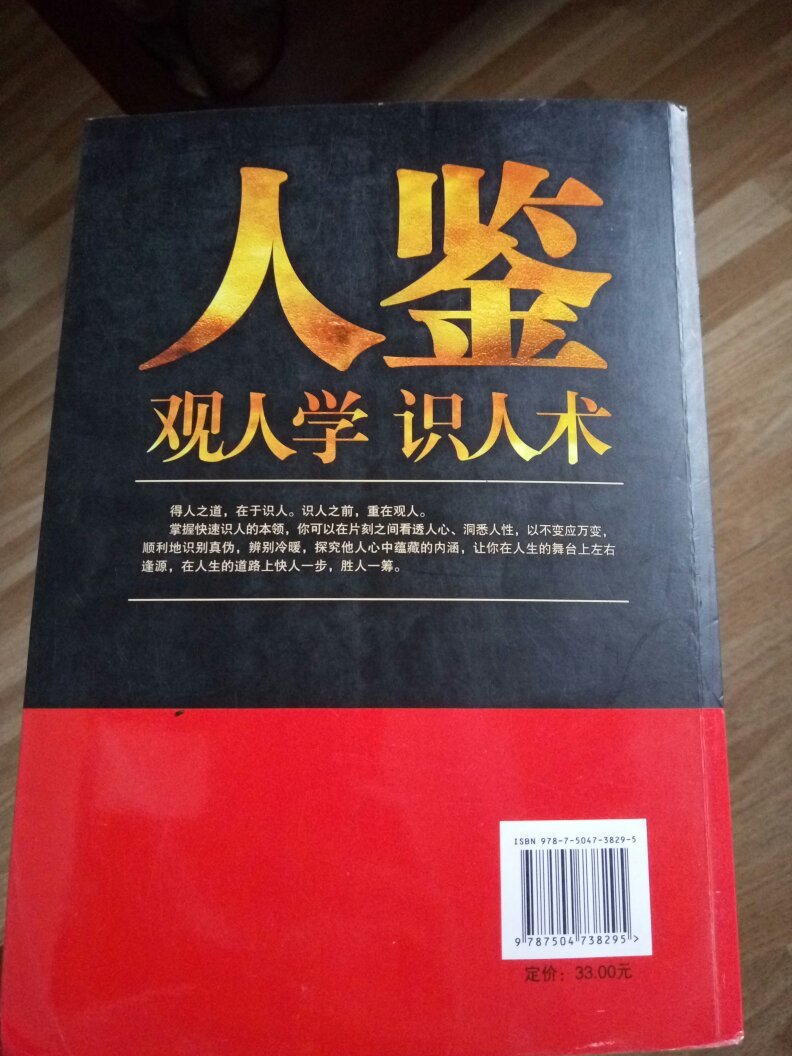 人鉴
观人学 识人术
得人之道，在于识人。识人之前，重在观人。
掌握快速识人的本领，你可以在片刻之间看透人心、洞悉人性，以不变应万变，
顺利地识别真伪，辨别冷暖，探究他人心中蕴藏的内涵，让你在人生的舞台上左右
逢源，在人生的道路上快人一步，胜人一筹。
ISBN 978-7-5047-3829-5
9 787504 738295 >
定价：33.00元